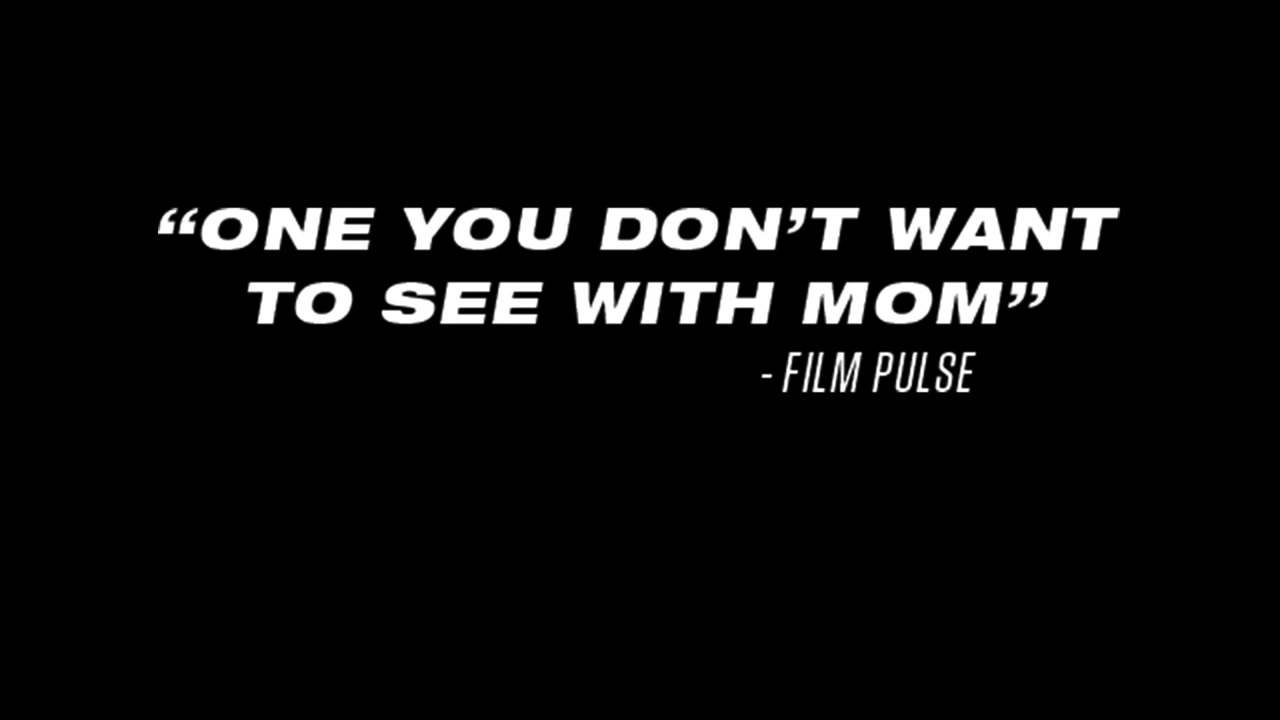 “ONE YOU DON’T WANT
TO SEE WITH MOM”
- FILM PULSE